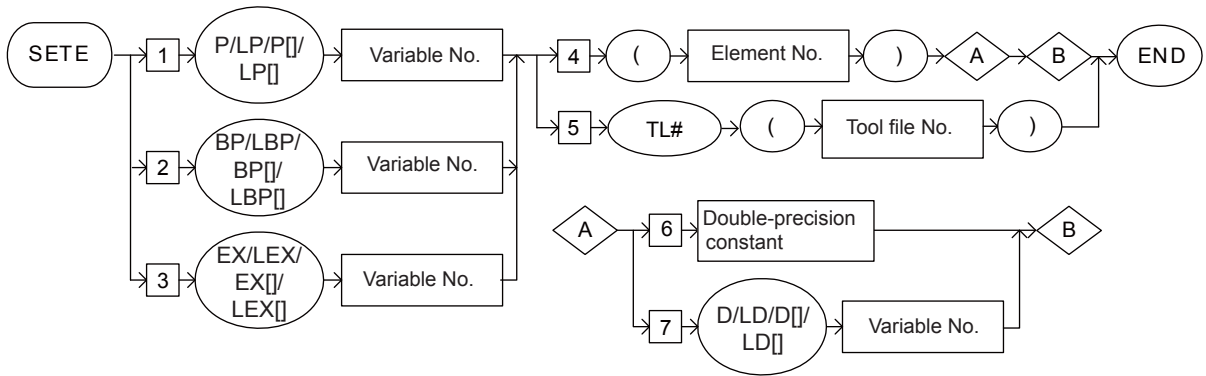 SETE
1
P/LP/P[]/
LP[]
Variable No.
4
(
Element No.
)
A
B
END
5
TL#
(
Tool file No.
)
2
BP/LBP/
BP[]/
LBP[]
Variable No.
3
EX/LEX/
EX[]/
LEX[]
Variable No.
A
6
Double-precision
constant
B
7
D/LD/D[]/
LD[]
Variable No.